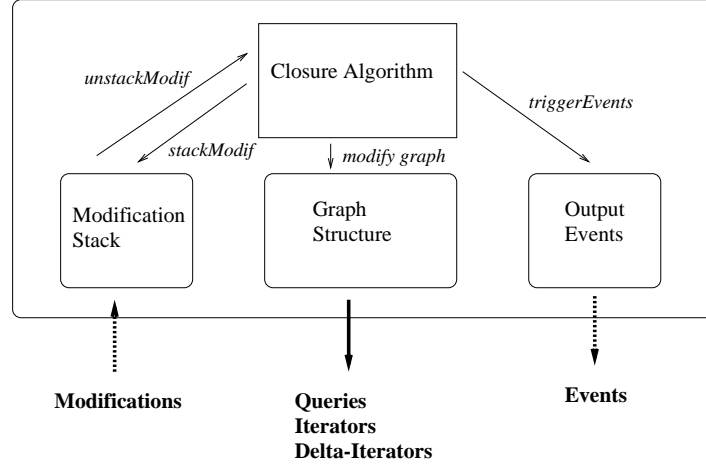 Closure Algorithm
unstackModif
triggerEvents
stackModif
modify graph
Modification
Stack
Graph
Structure
Output
Events
Modifications
Queries
Iterators
Delta-Iterators
Events